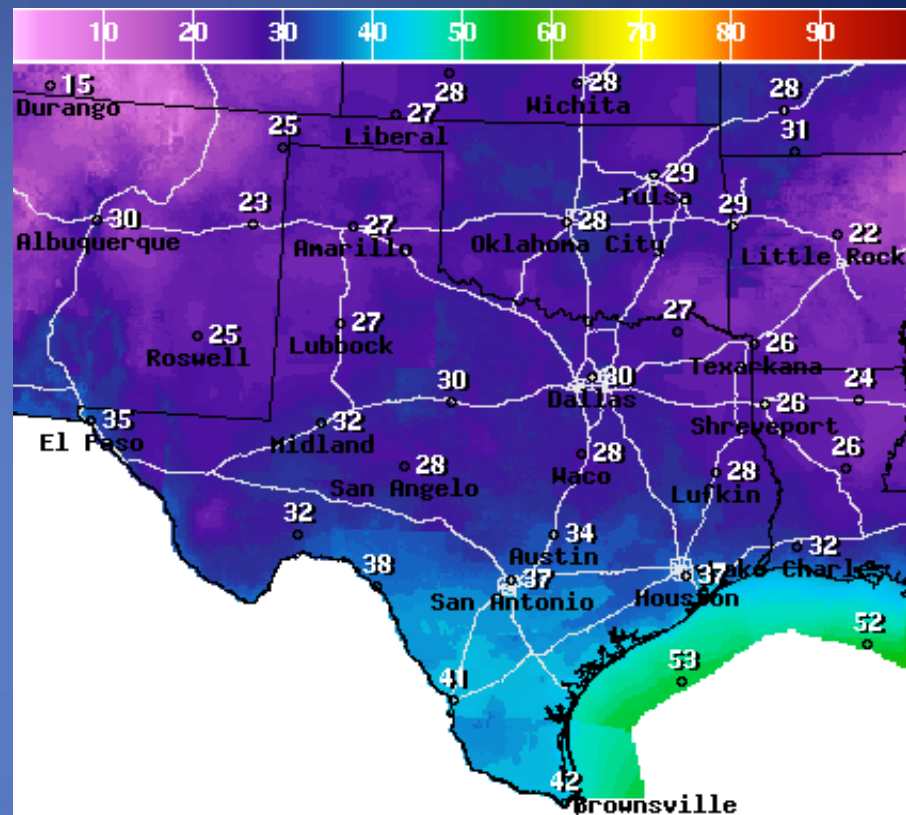 10 20 30 40 50 60 70 80 90
15
Durango
28
28
Wichita
28
27
Liberal
25
31
29
Tulsa
30
Albuquerque
23
27
Amarillo
28
Oklahoma City
29
22
Little Rock
25
Roswell
27
Lubbock
27
26
Texarkana
30
30
Dallas
24
26
Shreveport
35
El Paso
32
Midland
28
San Angelo
28
Waco
28
Lufkin
26
32
34
Austin
32
Lake Charles
38
37
San Antonio
37
Houston
52
53
41
42
Brownsville